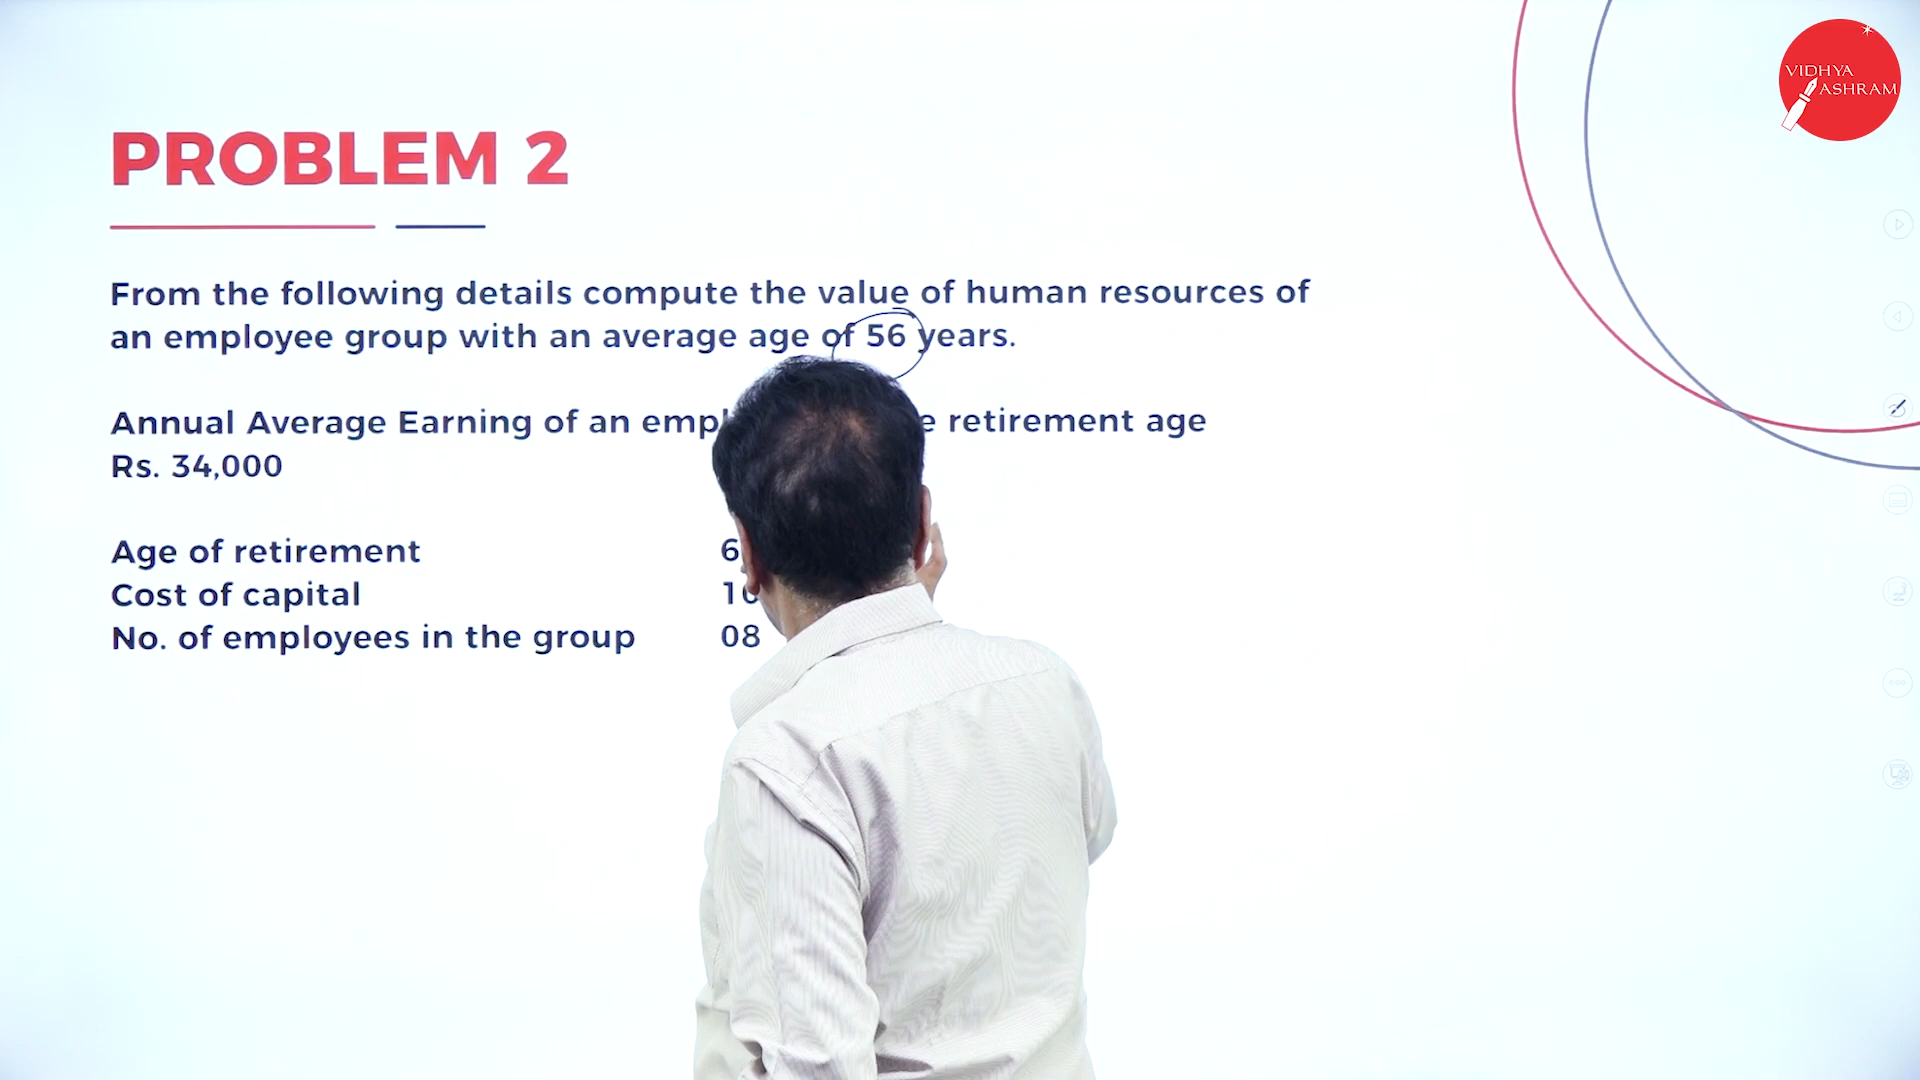 VIDHYA
ASHRAM
PROBLEM 2
From the following details compute the value of human resources of
an employee group with an average age of 56 years.
Annual Average Earning of an retirement age
Rs. 34,000
Age of retirement
Cost of capital
No. of employees in the group 08